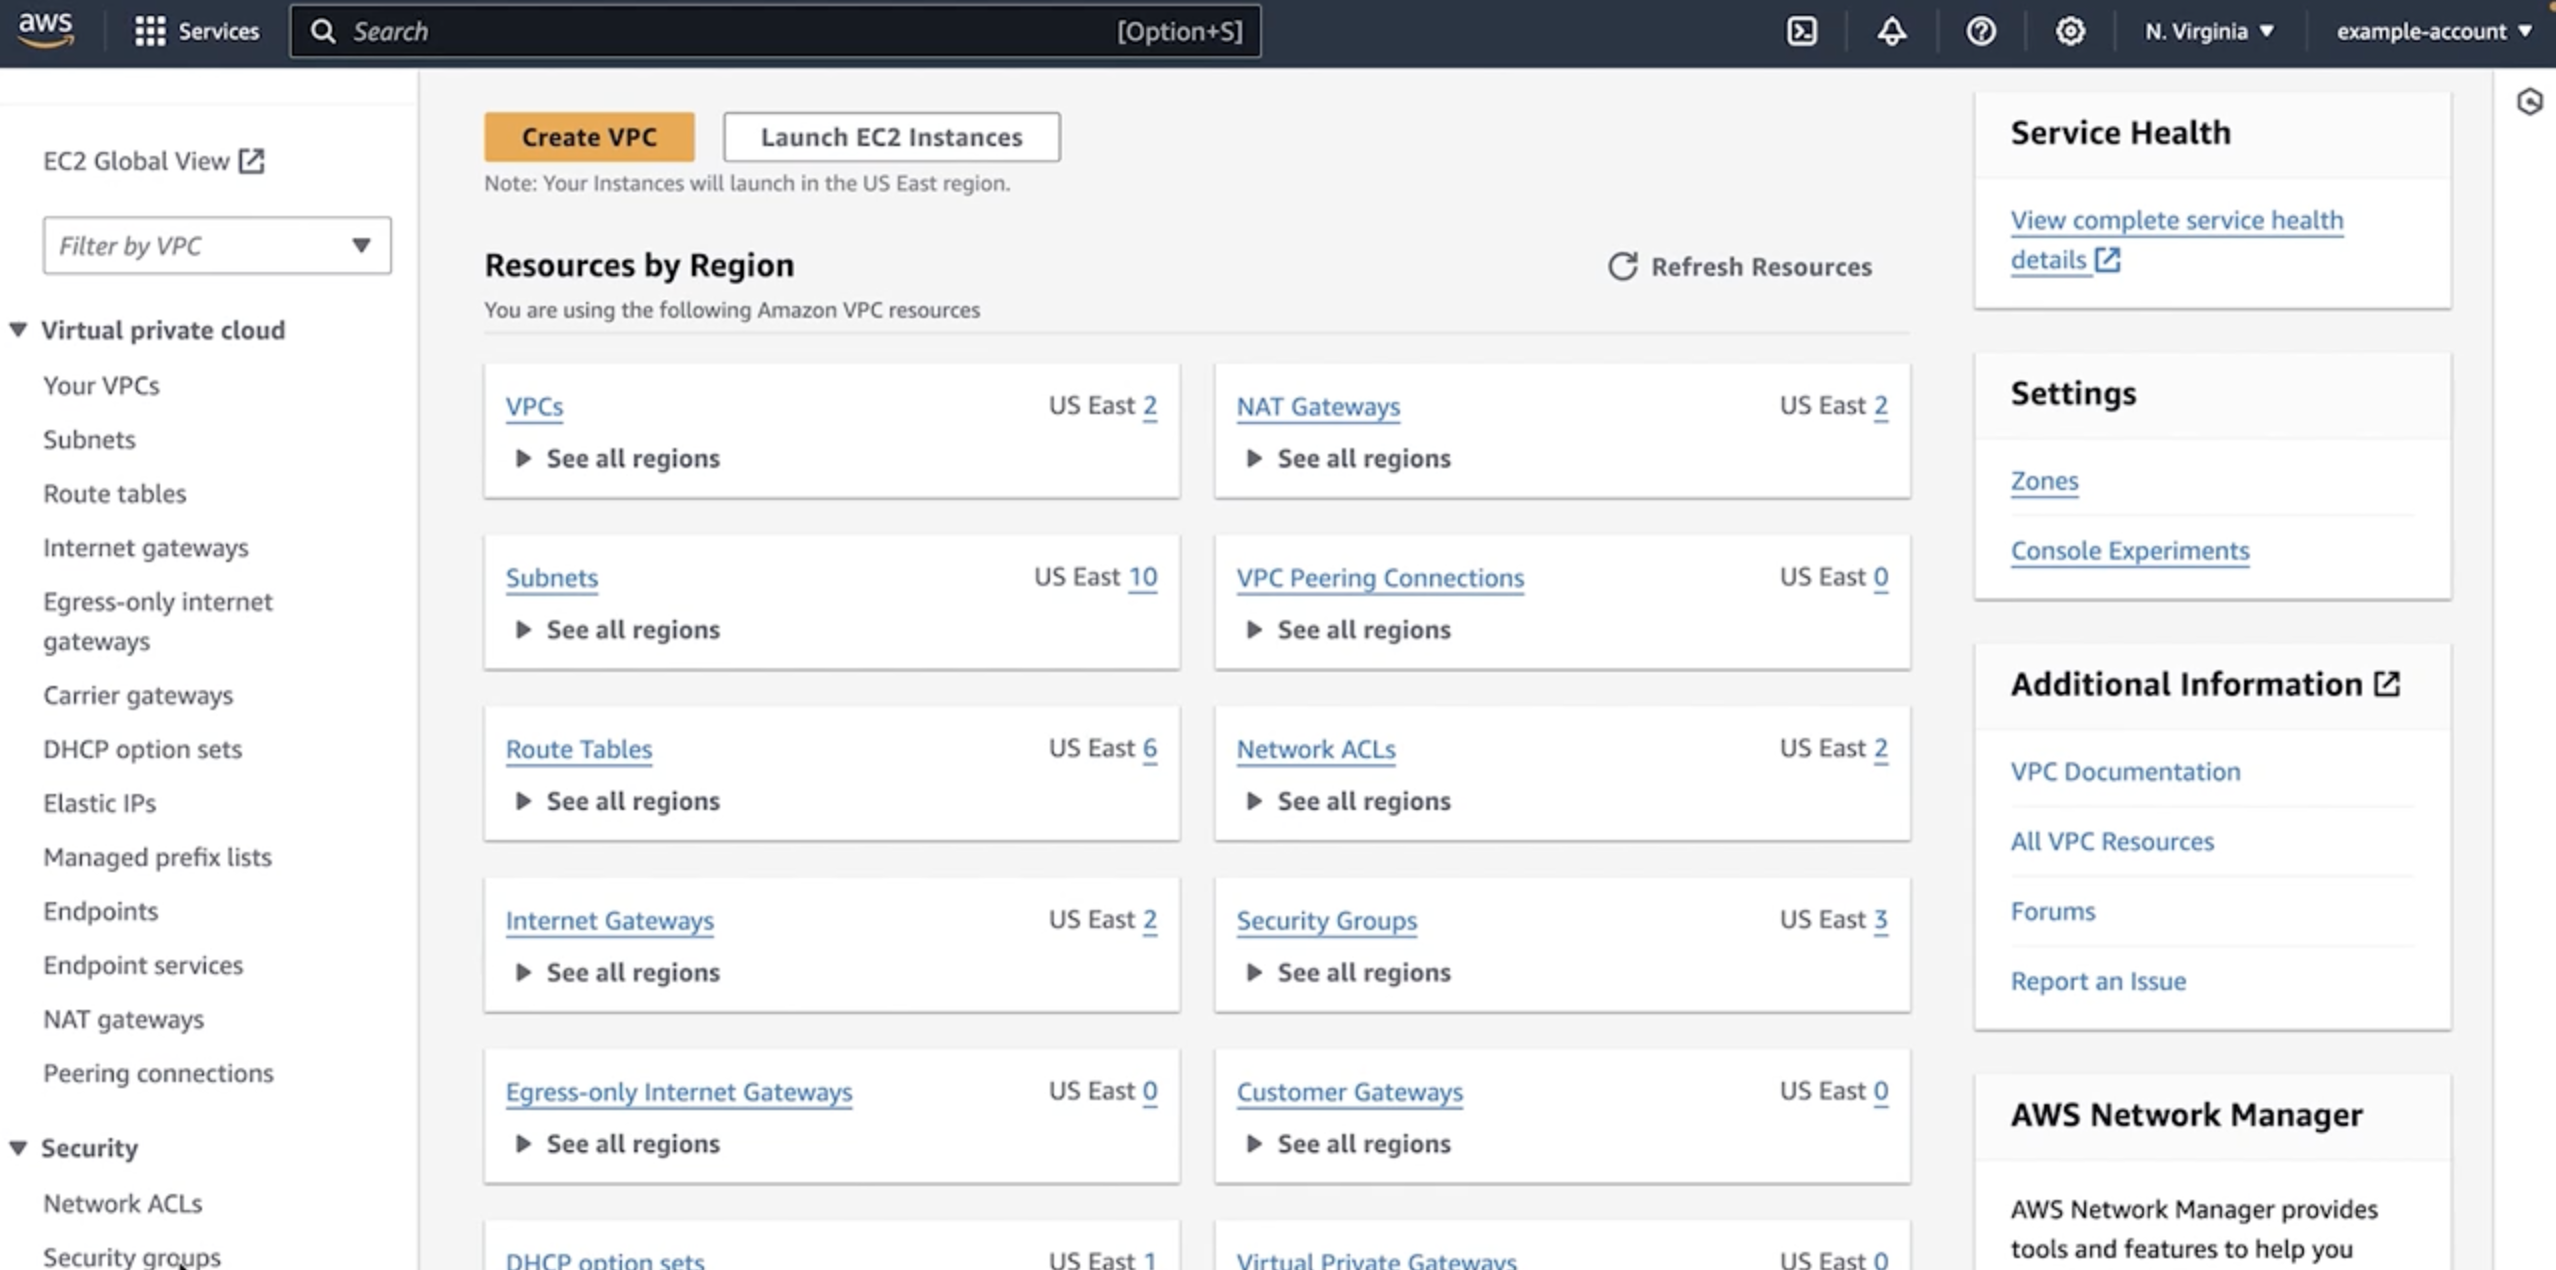 aws
Services
Search
[Option+S]
N. Virginia
example-account
EC2 Global View
Filter by VPC
Virtual private cloud
Your VPCs
Subnets
Route tables
Internet gateways
Egress-only internet
gateways
Carrier gateways
DHCP option sets
Elastic IPs
Managed prefix lists
Endpoints
Endpoint services
NAT gateways
Peering connections
Security
Network ACLs
Security groups
Create VPC
Launch EC2 Instances
Note: Your Instances will launch in the US East region.
Resources by Region
Refresh Resources
You are using the following Amazon VPC resources
VPCs
US East 2
See all regions
NAT Gateways
US East 2
See all regions
Subnets
US East 10
See all regions
VPC Peering Connections
US East 0
See all regions
Route Tables
US East 6
See all regions
Network ACLs
US East 2
See all regions
Internet Gateways
US East 2
See all regions
Security Groups
US East 3
See all regions
Egress-only Internet Gateways
US East 0
See all regions
Customer Gateways
US East 0
See all regions
DHCP option sets
US East 1
Virtual Private Gateways
US East 0
Service Health
View complete service health
details
Settings
Zones
Console Experiments
Additional Information
VPC Documentation
All VPC Resources
Forums
Report an Issue
AWS Network Manager
AWS Network Manager provides
tools and features to help you